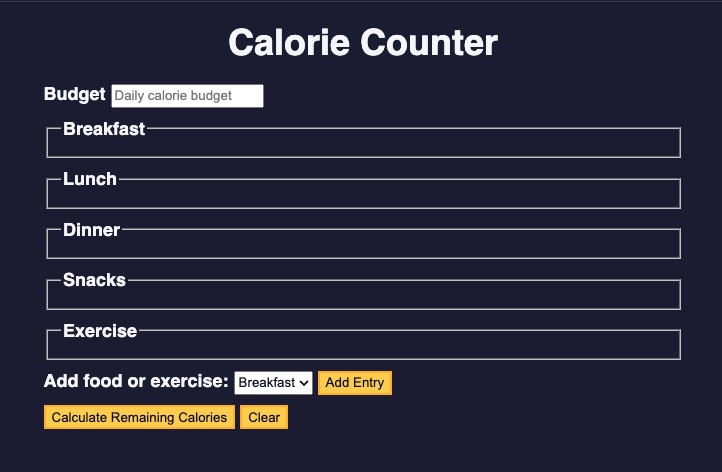 Calorie Counter
Budget Daily calorie budget
Breakfast
Lunch
Dinner
Snacks
Exercise
Add food or exercise: Breakfast Add Entry
Calculate Remaining Calories Clear